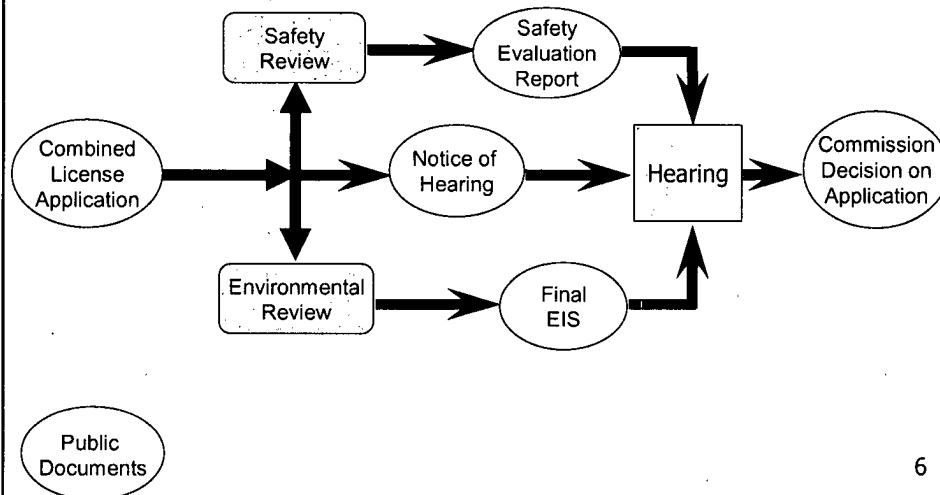 Safety
Review
Safety
Evaluation
Report
Combined
License
Application
Notice of
Hearing
Hearing
Commission
Decision on
Application
Environmental
Review
Final
EIS
Public
Documents
6